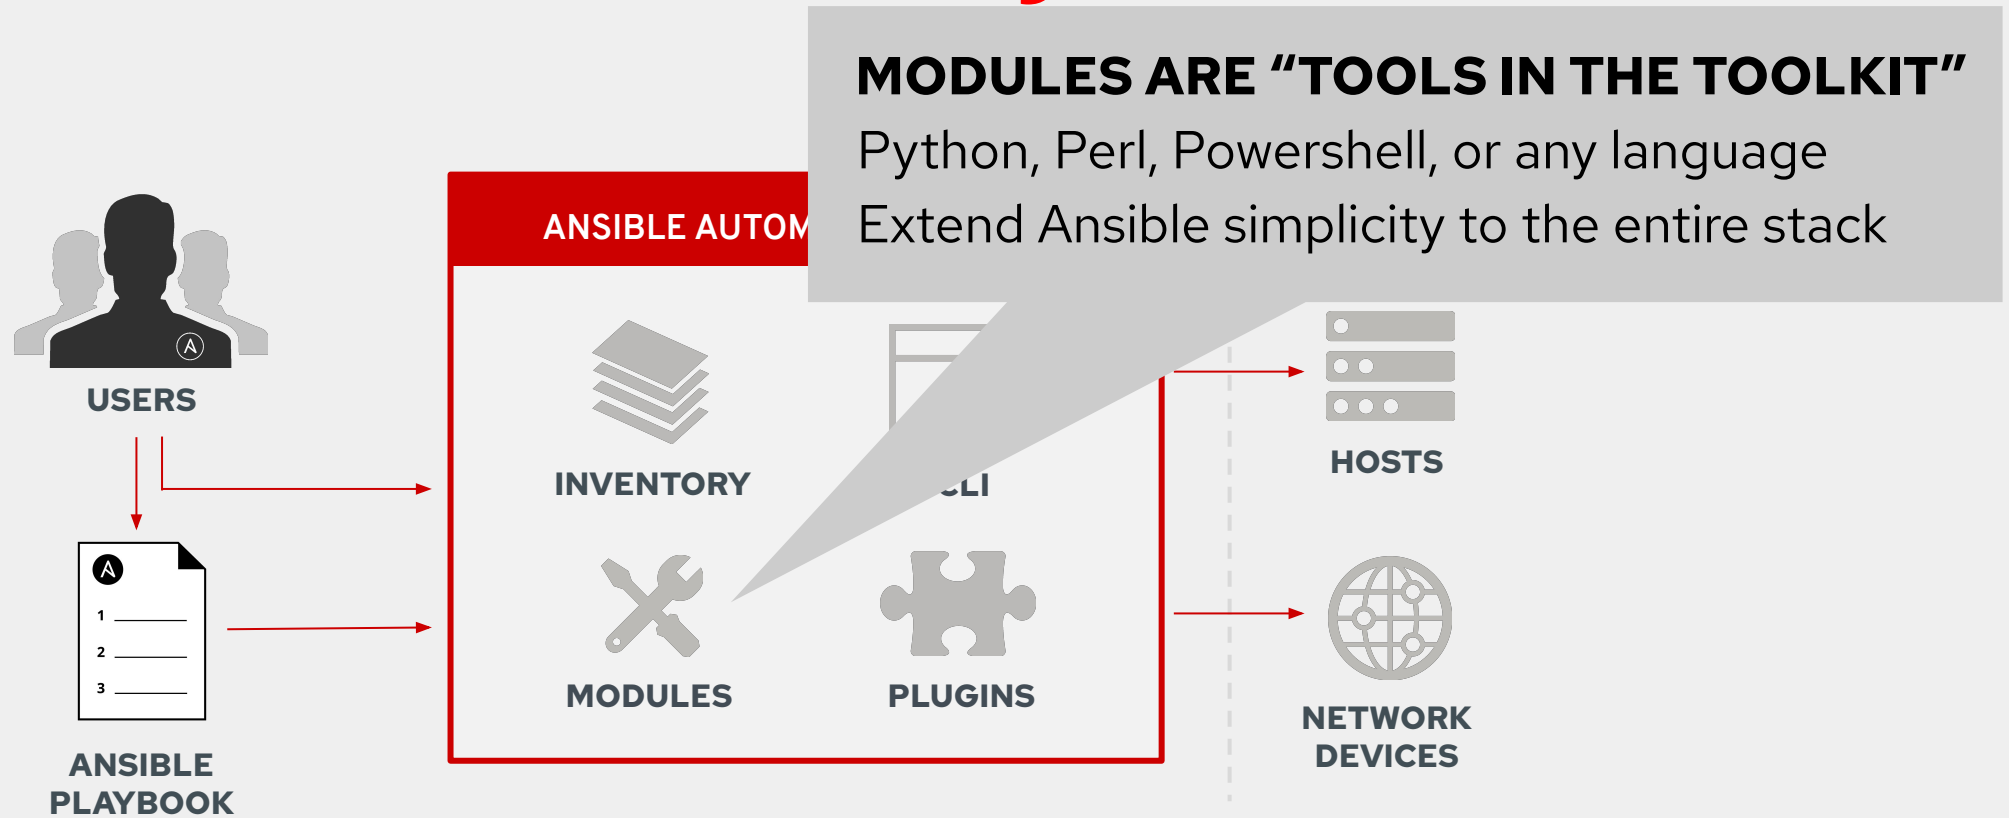 MODULES ARE “TOOLS IN THE TOOLKIT”
Python, Perl, Powershell, or any language
Extend Ansible simplicity to the entire stack
ANSIBLE AUTOM
USERS
INVENTORY
CLI
HOSTS
1
2
3
MODULES
PLUGINS
NETWORK
DEVICES
ANSIBLE
PLAYBOOK